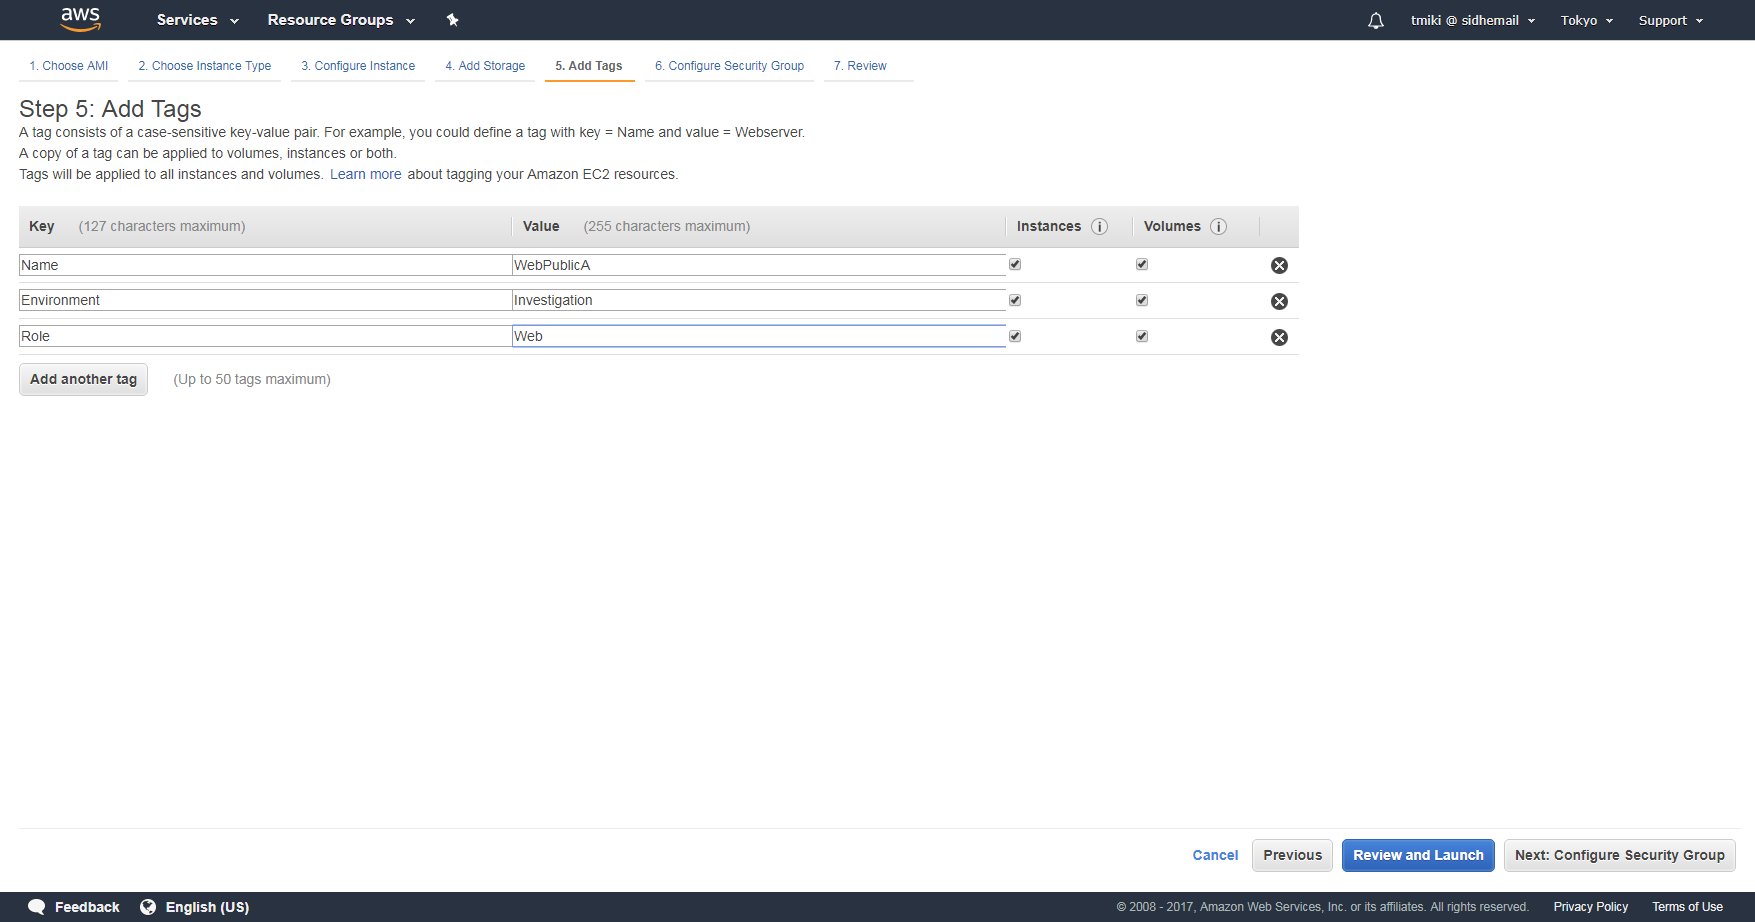 aws Services Resource Groups tmiki @ sidhemail Tokyo Support
1. Choose AMI 2. Choose Instance Type 3. Configure Instance 4. Add Storage 5. Add Tags 6. Configure Security Group 7. Review
Step 5: Add Tags
A tag consists of a case-sensitive key-value pair. For example, you could define a tag with key = Name and value = Webserver.
A copy of a tag can be applied to volumes, instances or both.
Tags will be applied to all instances and volumes. Learn more about tagging your Amazon EC2 resources.
Key (127 characters maximum) Value (255 characters maximum) Instances i Volumes i
Name WebPublicA
Environment Investigation
Role Web
Add another tag (Up to 50 tags maximum)
Cancel Previous Review and Launch Next: Configure Security Group
Feedback English (US) © 2008 - 2017, Amazon Web Services, Inc. or its affiliates. All rights reserved. Privacy Policy Terms of Use